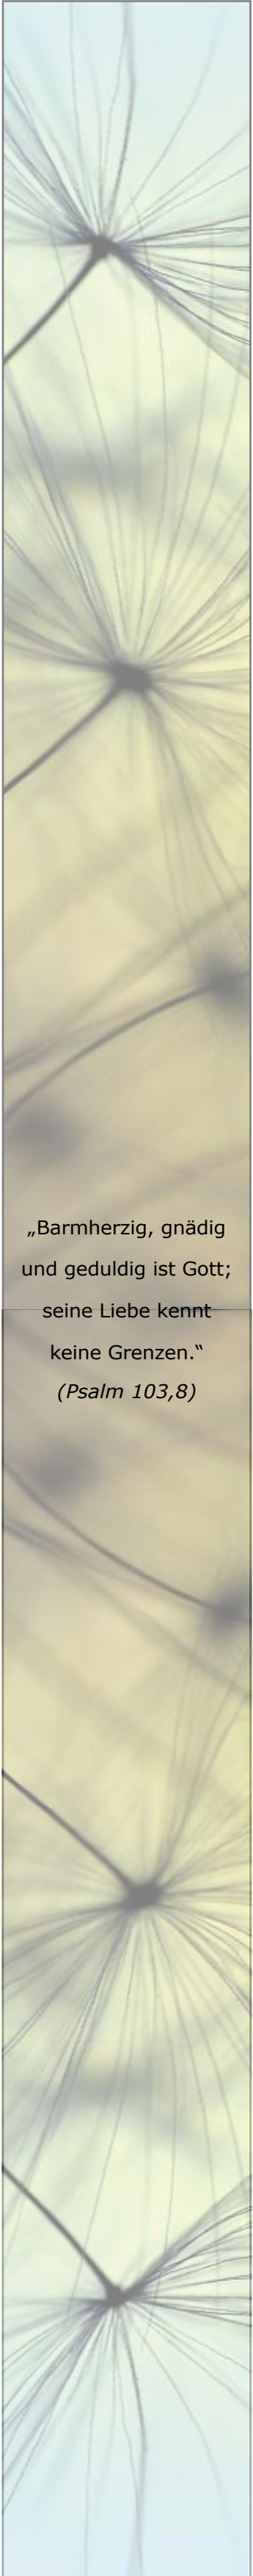 „Barmherzig, gnädig
und geduldig ist Gott;
seine Liebe kennt
keine Grenzen.“
(Psalm 103,8)